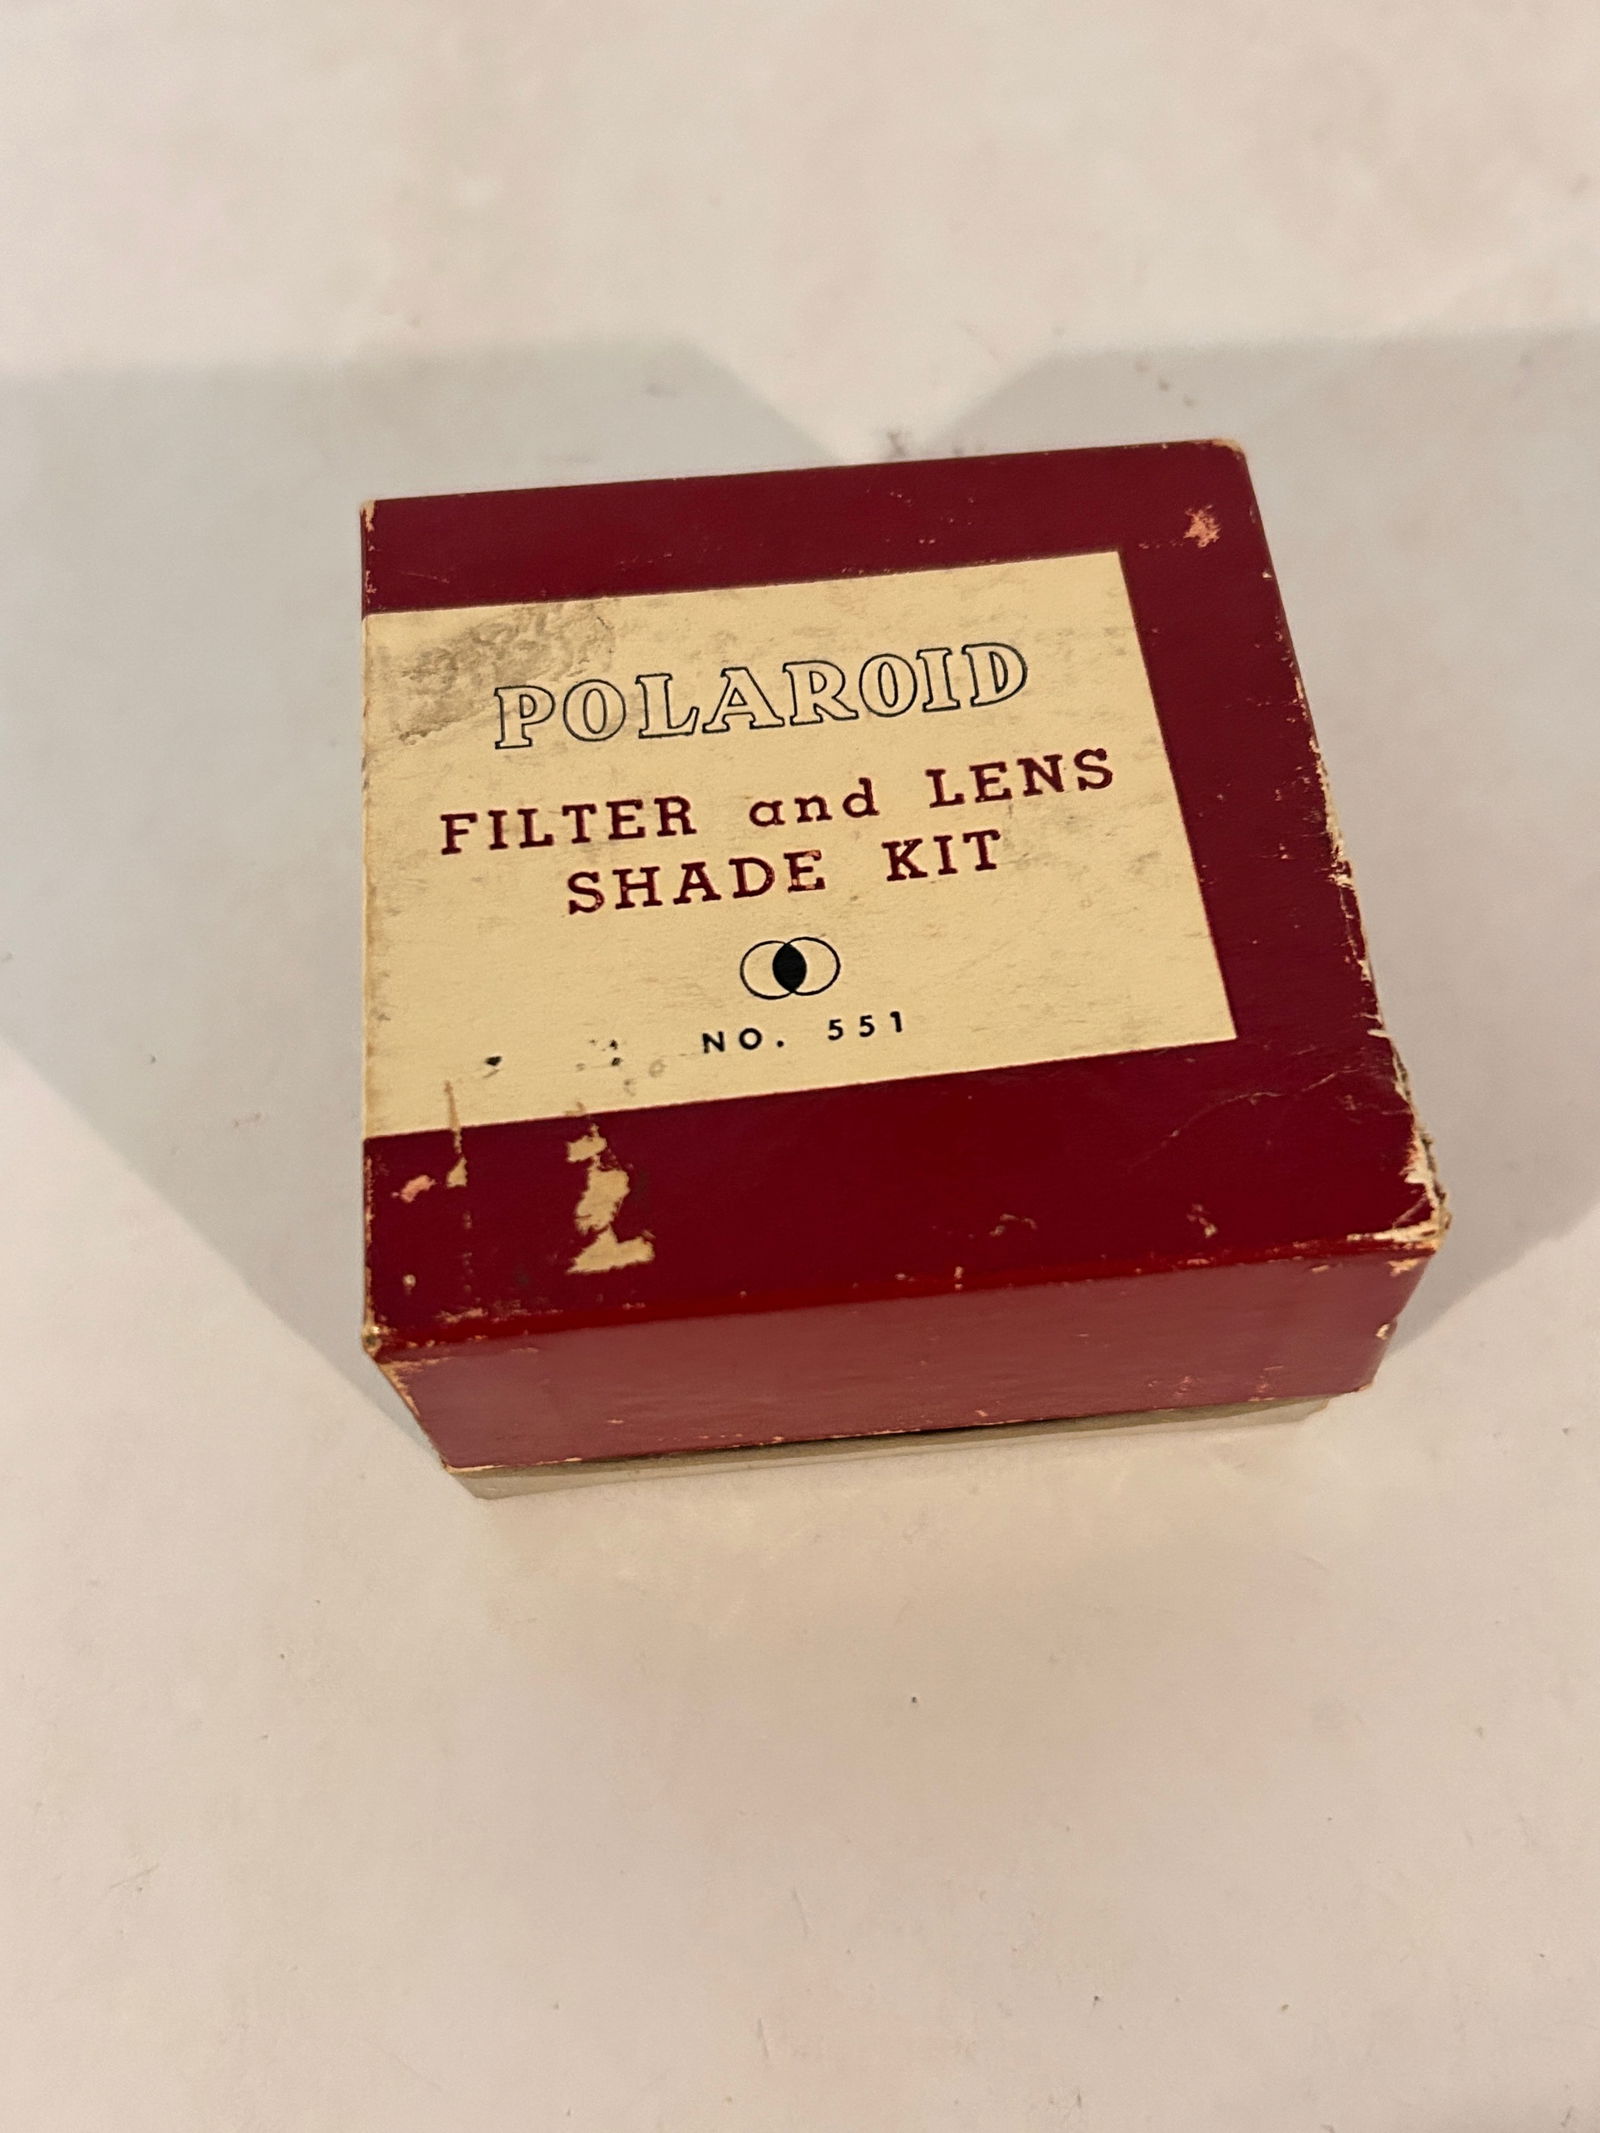 POLAROID
FILTER and LENS
SHADE KIT
NO. 551